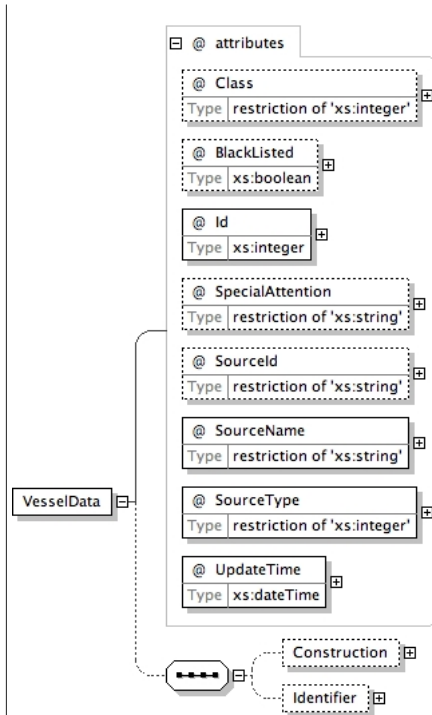 @ attributes
@ Class
Type restriction of 'xs:integer'
@ BlackListed
Type xs:boolean
@ Id
Type xs:integer
@ SpecialAttention
Type restriction of 'xs:string'
@ SourceId
Type restriction of 'xs:string'
@ SourceName
Type restriction of 'xs:string'
VesselData
@ SourceType
Type restriction of 'xs:integer'
@ UpdateTime
Type xs:dateTime
Construction
Identifier